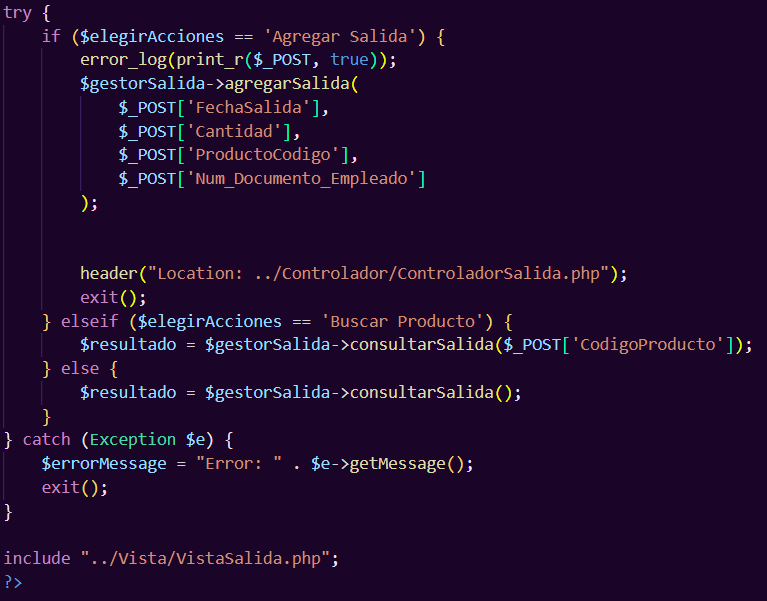 try {
    if ($elegirAcciones == 'Agregar Salida') {
        error_log(print_r($_POST, true));
        $gestorSalida->agregarSalida(
            $_POST['FechaSalida'],
            $_POST['Cantidad'],
            $_POST['ProductoCodigo'],
            $_POST['Num_Documento_Empleado']
        );
        header("Location: ../Controlador/ControladorSalida.php");
        exit();
    } elseif ($elegirAcciones == 'Buscar Producto') {
        $resultado = $gestorSalida->consultarSalida($_POST['CodigoProducto']);
    } else {
        $resultado = $gestorSalida->consultarSalida();
    }
} catch (Exception $e) {
    $errorMessage = "Error: " . $e->getMessage();
    exit();
}
include "../Vista/VistaSalida.php";
?>